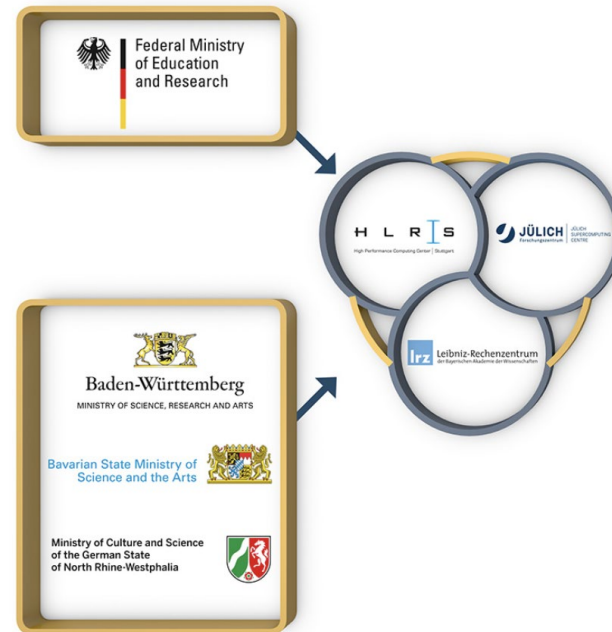 Federal Ministry
of Education
and Research
H L R I S
High Performance Computing Center | Stuttgart
JÜLICH
Forschungszentrum
JÜLICH
SUPERCOMPUTING
CENTRE
lrz
Leibniz-Rechenzentrum
der Bayerischen Akademie der Wissenschaften
Baden-Württemberg
MINISTRY OF SCIENCE, RESEARCH AND ARTS
Bavarian State Ministry of
Science and the Arts
Ministry of Culture and Science
of the German State
of North Rhine-Westphalia